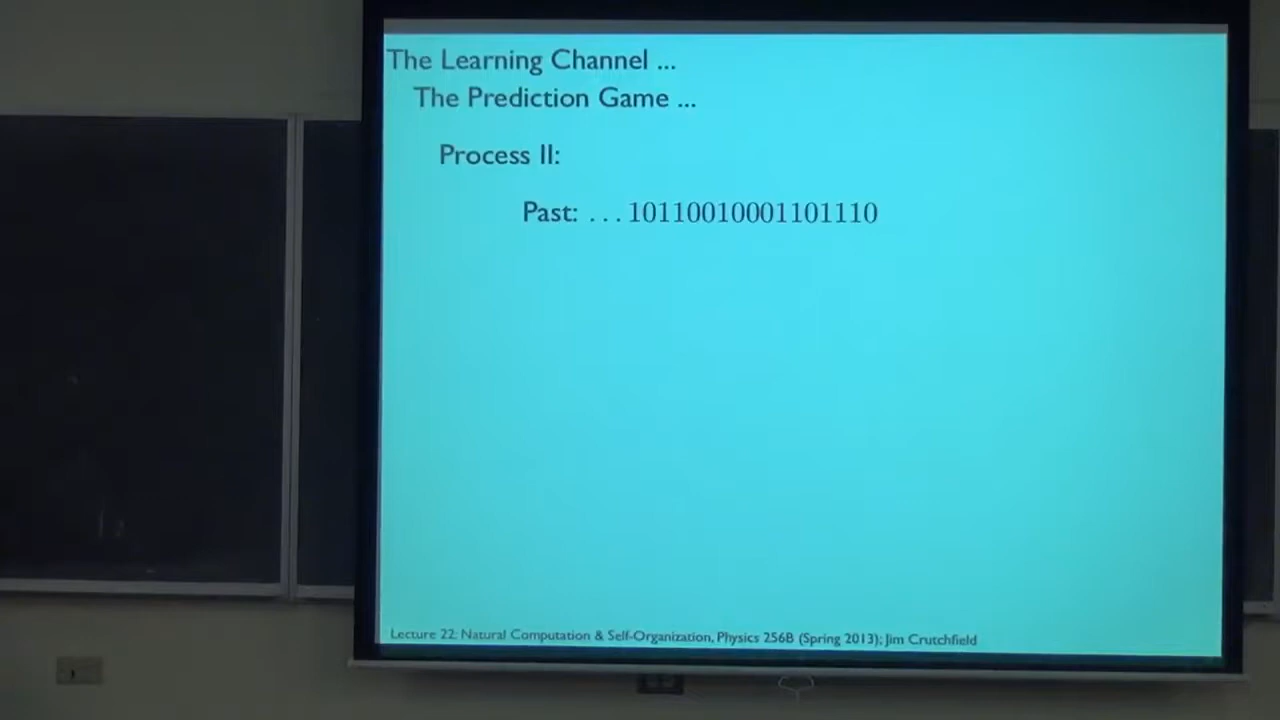 The Learning Channel ...
The Prediction Game ...
Process II:
Past: . . . 10110010001101110
Lecture 22: Natural Computation & Self-Organization, Physics 256B (Spring 2013); Jim Crutchfield